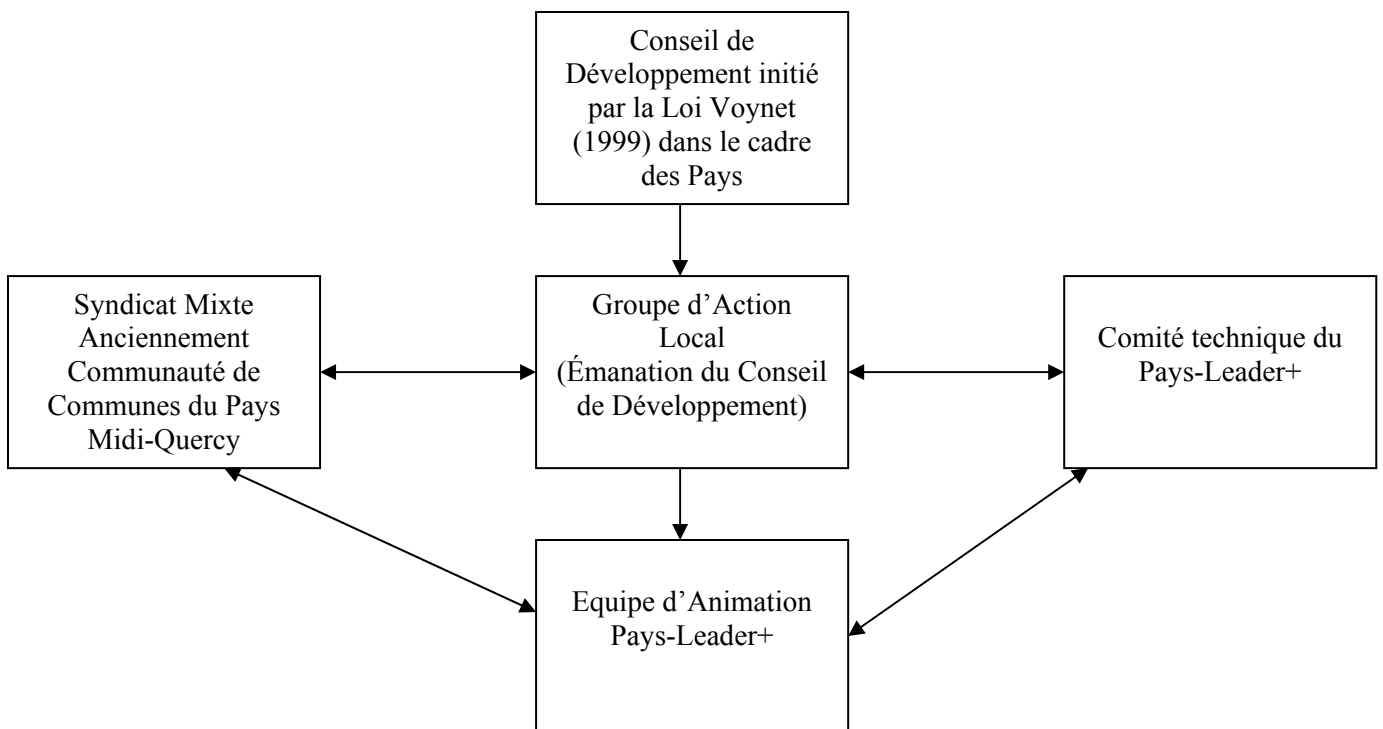 Conseil de
Développement initié
par la Loi Voynet
(1999) dans le cadre
des Pays
Syndicat Mixte
Anciennement
Communauté de
Communes du Pays
Midi-Quercy
Groupe d’Action
Local
(Émanation du Conseil
de Développement)
Comité technique du
Pays-Leader+
Equipe d’Animation
Pays-Leader+